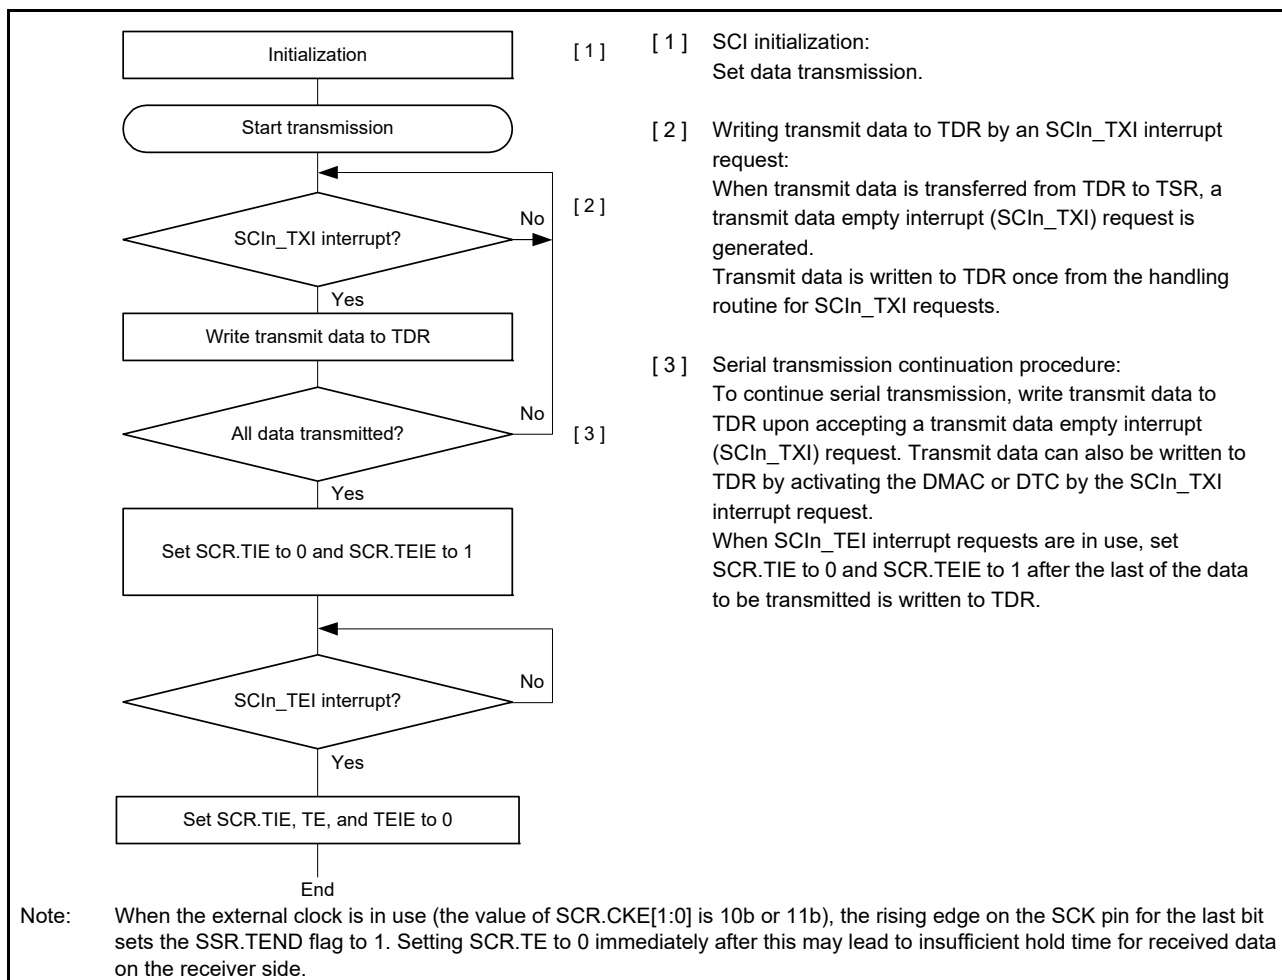 Initialization
[ 1 ]
Start transmission
[ 2 ]
No
SCIn_TXI interrupt?
Yes
Write transmit data to TDR
No
All data transmitted?
[ 3 ]
Yes
Set SCR.TIE to 0 and SCR.TEIE to 1
No
SCIn_TEI interrupt?
Yes
Set SCR.TIE, TE, and TEIE to 0
End
[ 1 ] SCI initialization:
Set data transmission.
[ 2 ] Writing transmit data to TDR by an SCIn_TXI interrupt
request:
When transmit data is transferred from TDR to TSR, a
transmit data empty interrupt (SCIn_TXI) request is
generated.
Transmit data is written to TDR once from the handling
routine for SCIn_TXI requests.
[ 3 ] Serial transmission continuation procedure:
To continue serial transmission, write transmit data to
TDR upon accepting a transmit data empty interrupt
(SCIn_TXI) request. Transmit data can also be written to
TDR by activating the DMAC or DTC by the SCIn_TXI
interrupt request.
When SCIn_TEI interrupt requests are in use, set
SCR.TIE to 0 and SCR.TEIE to 1 after the last of the data
to be transmitted is written to TDR.
Note: When the external clock is in use (the value of SCR.CKE[1:0] is 10b or 11b), the rising edge on the SCK pin for the last bit
sets the SSR.TEND flag to 1. Setting SCR.TE to 0 immediately after this may lead to insufficient hold time for received data
on the receiver side.